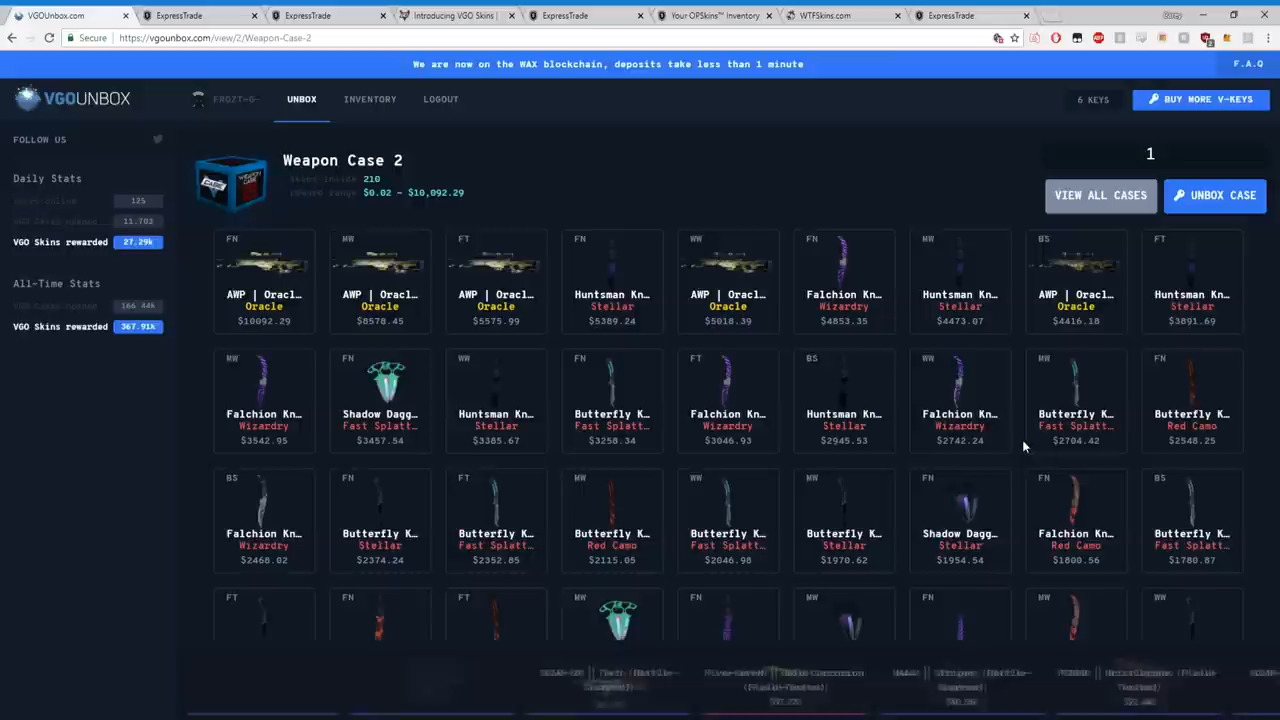 VGOUnbox.com
ExpressTrade
ExpressTrade
Introducing VGO Skins |
ExpressTrade
Your OPSkins™ Inventory
WTFSkins.com
ExpressTrade
Secure
https://vgounbox.com/view/2/Weapon-Case-2
We are now on the WAX blockchain, deposits take less than 1 minute
F.A.Q
VGOUNBOX
FR0ZT-G-
UNBOX
INVENTORY
LOGOUT
6 KEYS
BUY MORE V-KEYS
FOLLOW US
Daily Stats
125
11.702
VGO Skins rewarded 27.29k
All-Time Stats
166.44k
VGO Skins rewarded 367.91k
Weapon Case 2
Skins inside 210
reward range $0.02 - $10,092.29
1
VIEW ALL CASES
UNBOX CASE
FN MW FT FN WW FN MW BS FT
AWP | Oracl… AWP | Oracl… AWP | Oracl… Huntsman Kn… AWP | Oracl… Falchion Kn… Huntsman Kn… AWP | Oracl… Huntsman Kn…
Oracle Oracle Oracle Stellar Oracle Wizardry Stellar Oracle Stellar
$10092.29 $8578.45 $5575.99 $5389.24 $5018.39 $4853.35 $4473.07 $4416.18 $3891.69
MW FN WW FN FT BS WW MW FN
Falchion Kn… Shadow Dagg… Huntsman Kn… Butterfly K… Falchion Kn… Huntsman Kn… Falchion Kn… Butterfly K… Butterfly K…
Wizardry Fast Splatt… Stellar Fast Splatt… Wizardry Stellar Wizardry Fast Splatt… Red Camo
$3542.95 $3457.54 $3385.67 $3258.34 $3046.93 $2945.53 $2742.24 $2704.42 $2548.25
BS FN FT MW WW MW FN FN BS
Falchion Kn… Butterfly K… Butterfly K… Butterfly K… Butterfly K… Butterfly K… Shadow Dagg… Falchion Kn… Butterfly K…
Wizardry Stellar Fast Splatt… Red Camo Fast Splatt… Stellar Stellar Red Camo Fast Splatt…
$2468.02 $2374.24 $2352.85 $2115.05 $2046.98 $1970.62 $1954.54 $1800.56 $1780.87
FT FN FT MW FN MW FN MW WW